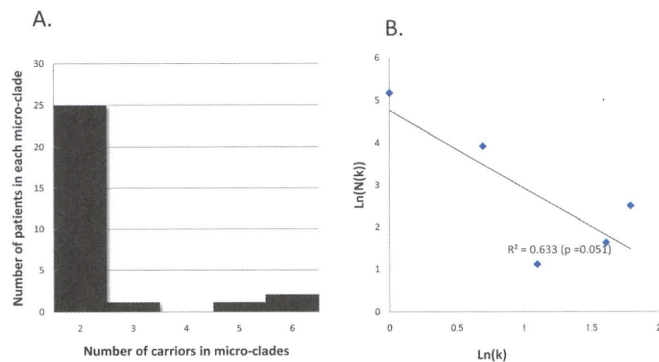 A.
Number of patients in each micro-clade
30
25
20
15
10
5
0
2 3 4 5 6
Number of carriors in micro-clades
B.
Ln(N(k))
6
5
4
3
2
1
0
R² = 0.633 (p =0.051)
0 0.5 1 1.5 2
Ln(k)